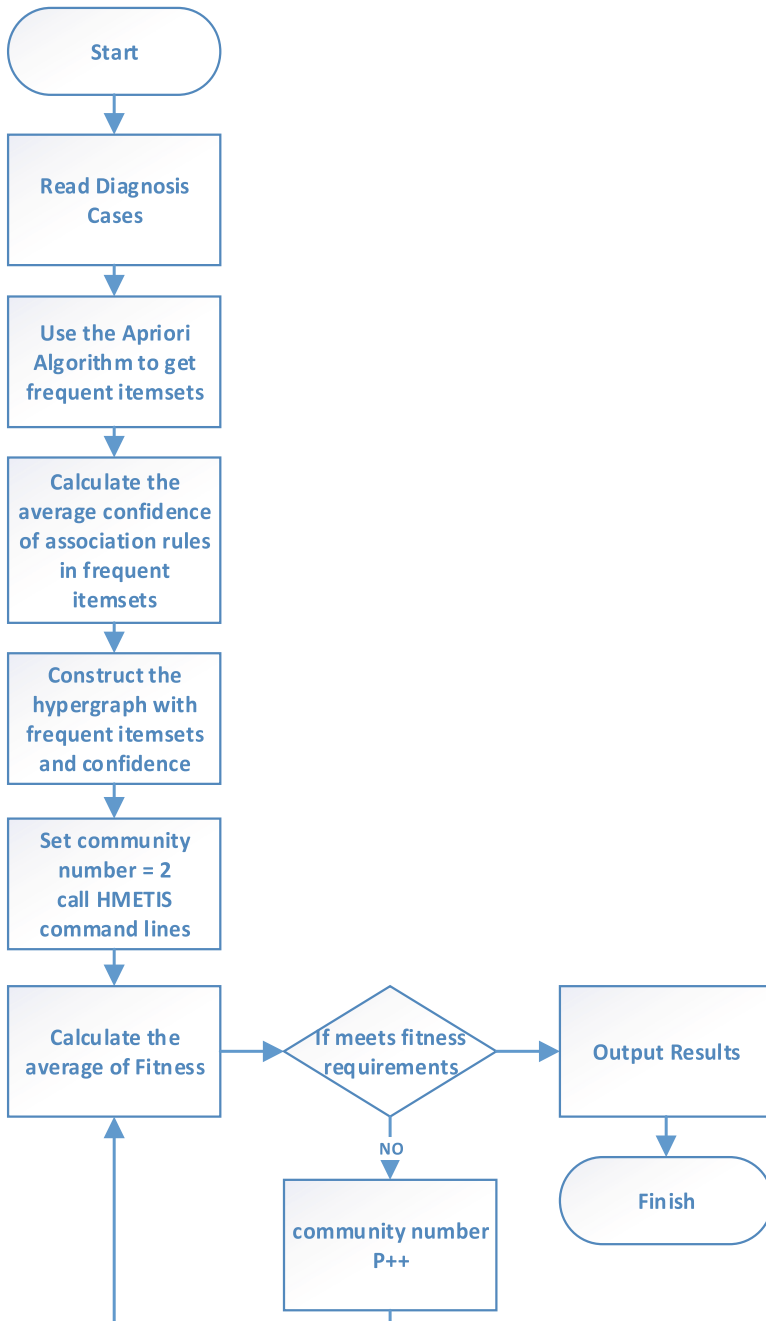 Start
Read Diagnosis
Cases
Use the Apriori
Algorithm to get
frequent itemsets
Calculate the
average confidence
of association rules
in frequent
itemsets
Construct the
hypergraph with
frequent itemsets
and confidence
Set community
number = 2
call HMETIS
command lines
Calculate the
average of Fitness
If meets fitness
requirements
Output Results
NO
community number
P++
Finish